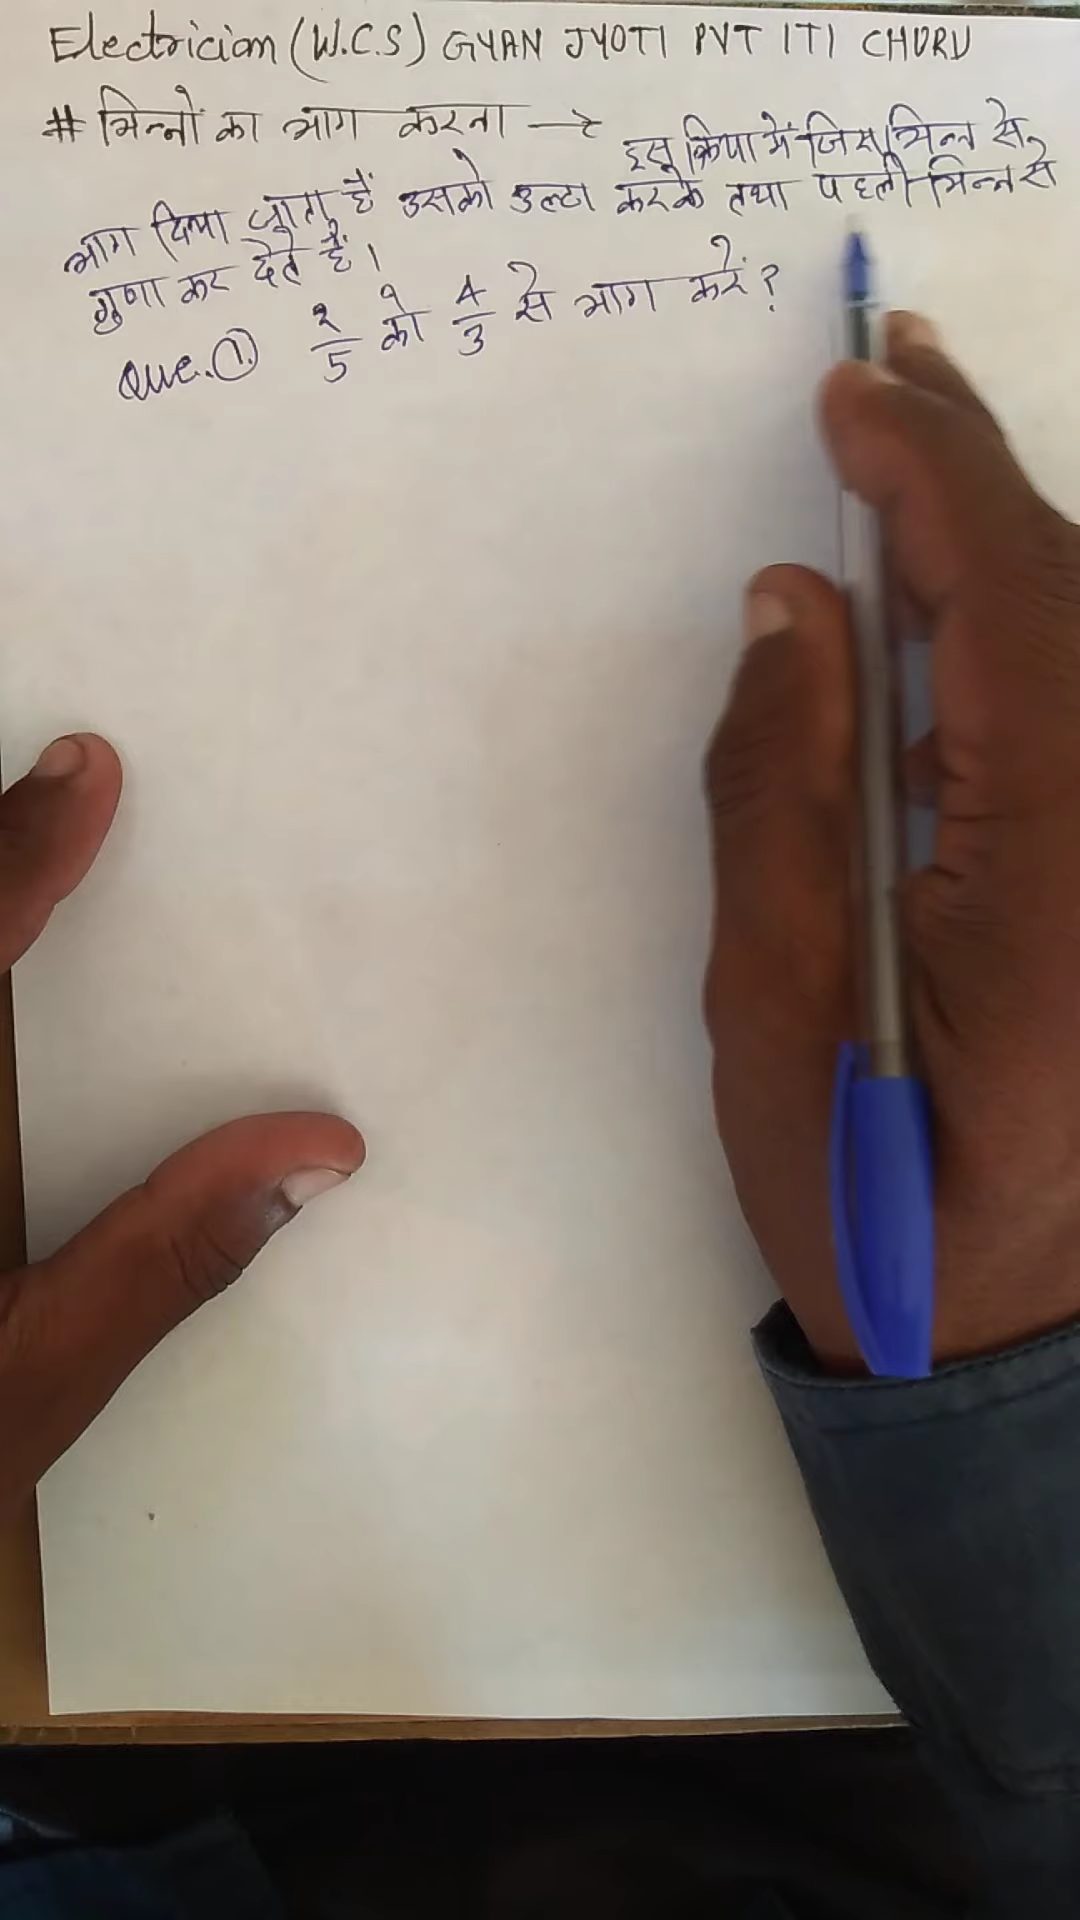 Electrician (W.C.S) GYAN JYOTI PVT ITI CHURU
# भिन्नों का भाग करना → इस क्रिया में जिस भिन्न से
भाग दिया जाता हैं उसको उल्टा करके तथा पहली भिन्न से
गुणा कर देते हैं।
Que. ①. 2/5 को 4/3 से भाग करें?